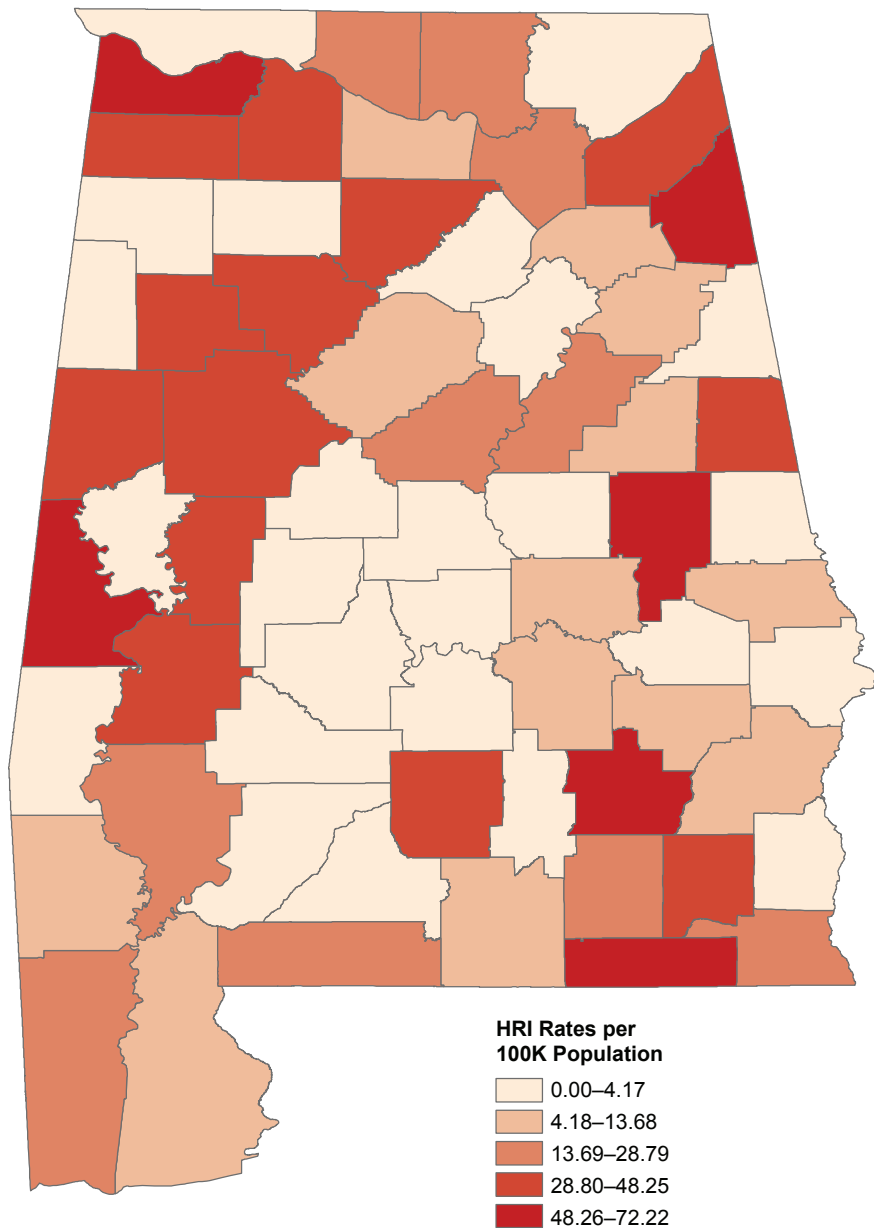 HRI Rates per
100K Population
0.00–4.17
4.18–13.68
13.69–28.79
28.80–48.25
48.26–72.22